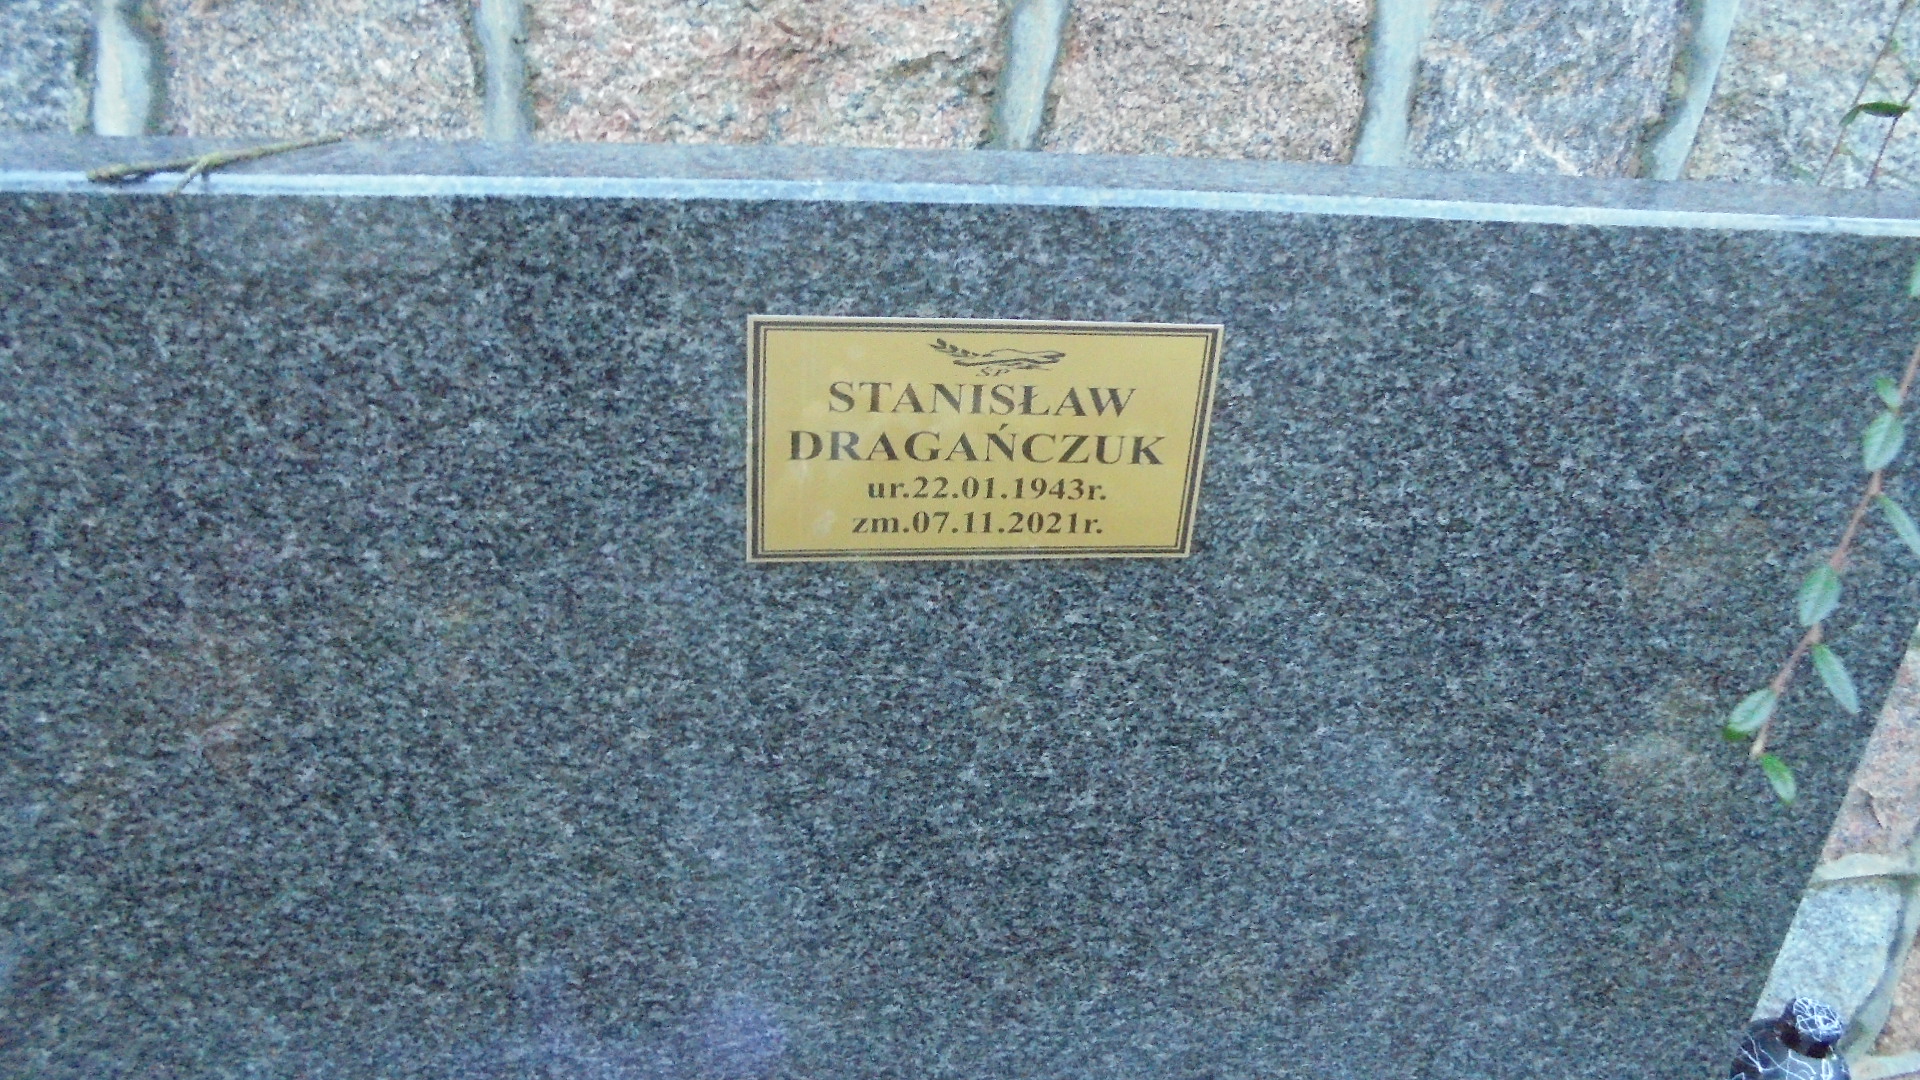 ŚP
STANISŁAW
DRAGAŃCZUK
ur.22.01.1943r.
zm.07.11.2021r.